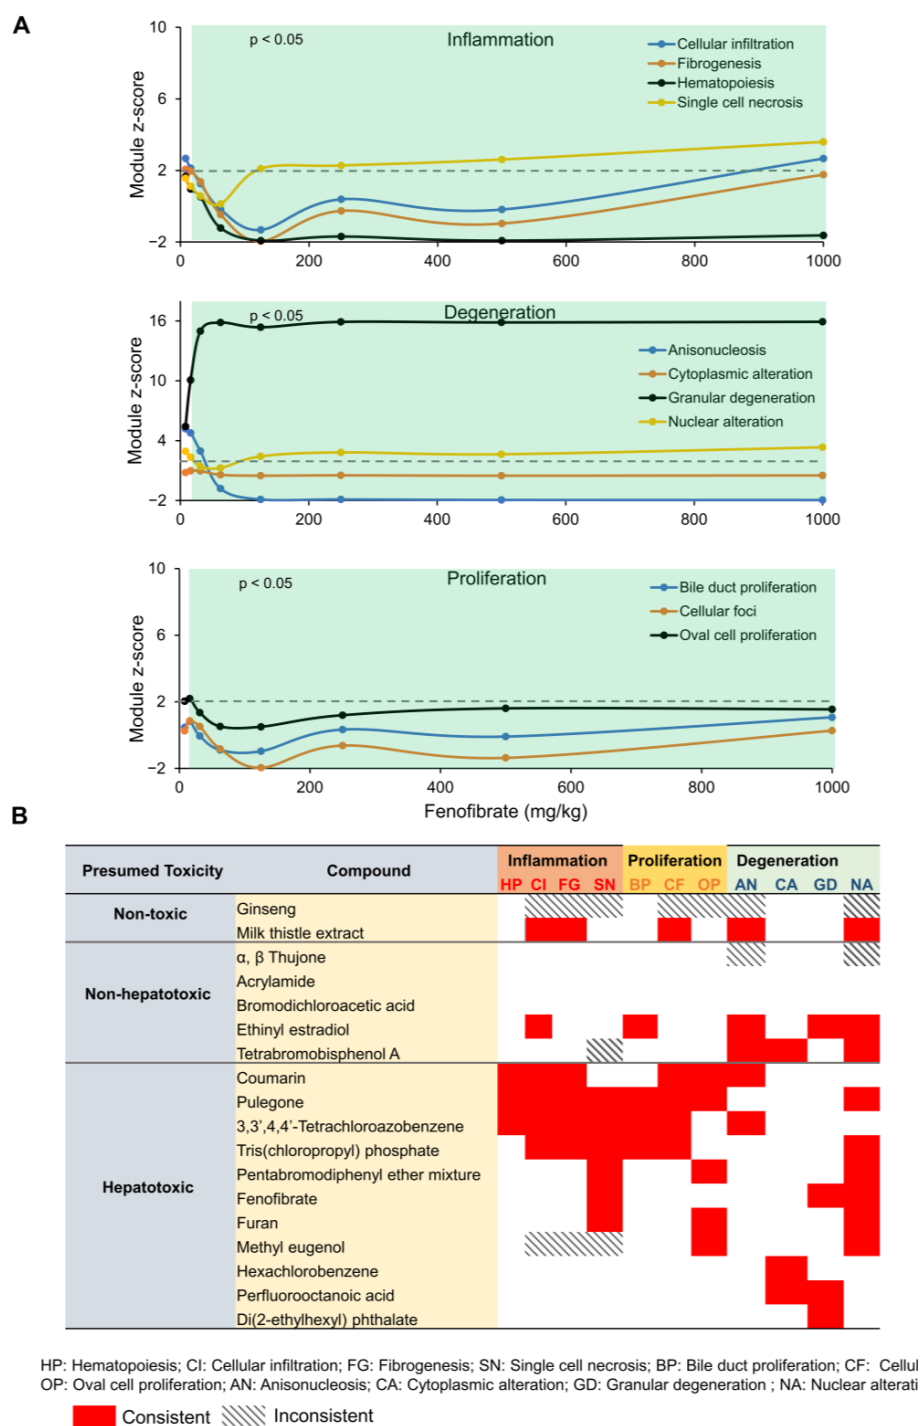 A
Inflammation
p < 0.05
Module z-score
10
6
2
−2
0
200
400
600
800
1000
Cellular infiltration
Fibrogenesis
Hematopoiesis
Single cell necrosis
Degeneration
p < 0.05
Module z-score
16
10
4
−2
0
200
400
600
800
1000
Anisonucleosis
Cytoplasmic alteration
Granular degeneration
Nuclear alteration
Proliferation
p < 0.05
Module z-score
10
6
2
−2
0
200
400
600
800
1000
Bile duct proliferation
Cellular foci
Oval cell proliferation
Fenofibrate (mg/kg)
B
Presumed Toxicity Compound Inflammation Proliferation Degeneration
HP CI FG SN BP CF OP AN CA GD NA
Non-toxic
Ginseng
Milk thistle extract
Non-hepatotoxic
α, β Thujone
Acrylamide
Bromodichloroacetic acid
Ethinyl estradiol
Tetrabromobisphenol A
Hepatotoxic
Coumarin
Pulegone
3,3’,4,4’-Tetrachloroazobenzene
Tris(chloropropyl) phosphate
Pentabromodiphenyl ether mixture
Fenofibrate
Furan
Methyl eugenol
Hexachlorobenzene
Perfluorooctanoic acid
Di(2-ethylhexyl) phthalate
HP: Hematopoiesis; CI: Cellular infiltration; FG: Fibrogenesis; SN: Single cell necrosis; BP: Bile duct proliferation; CF:
OP: Oval cell proliferation; AN: Anisonucleosis; CA: Cytoplasmic alteration; GD: Granular degeneration ; NA: Nuclear
Consistent
Inconsistent